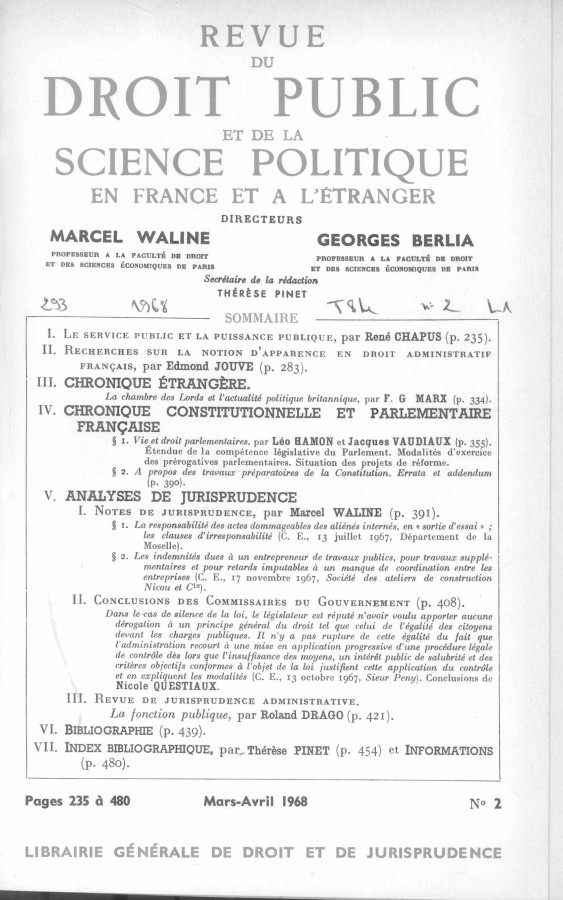 REVUE
DU
DROIT PUBLIC
ET DE LA
SCIENCE POLITIQUE
EN FRANCE ET A L'ÉTRANGER
DIRECTEURS
MARCEL WALINE
PROFESSEUR A LA FACULTÉ DE DROIT
ET DES SCIENCES ÉCONOMIQUES DE PARIS
GEORGES BERLIA
PROFESSEUR A LA FACULTÉ DE DROIT
ET DES SCIENCES ÉCONOMIQUES DE PARIS
Secrétaire de la rédaction
THÉRÈSE PINET
293 1968 T84 n° 2 L1
SOMMAIRE
I. LE SERVICE PUBLIC ET LA PUISSANCE PUBLIQUE, par René CHAPUS (p. 235).
II. RECHERCHES SUR LA NOTION D'APPARENCE EN DROIT ADMINISTRATIF
FRANÇAIS, par Edmond JOUVE (p. 283).
III. CHRONIQUE ÉTRANGÈRE.
La chambre des Lords et l'actualité politique britannique, par F. G MARX (p. 334).
IV. CHRONIQUE CONSTITUTIONNELLE ET PARLEMENTAIRE
FRANÇAISE
§ 1. Vie et droit parlementaires, par Léo HAMON et Jacques VAUDIAUX (p. 355).
Étendue de la compétence législative du Parlement. Modalités d'exercice
des prérogatives parlementaires. Situation des projets de réforme.
§ 2. A propos des travaux préparatoires de la Constitution. Errata et addendum
(p. 390).
V. ANALYSES DE JURISPRUDENCE
I. NOTES DE JURISPRUDENCE, par Marcel WALINE (p. 391).
§ 1. La responsabilité des actes dommageables des aliénés internés, en « sortie d'essai » ;
les clauses d'irresponsabilité (C. E., 13 juillet 1967, Département de la
Moselle).
§ 2. Les indemnités dues à un entrepreneur de travaux publics, pour travaux supplé-
mentaires et pour retards imputables à un manque de coordination entre les
entreprises (C. E., 17 novembre 1967, Société des ateliers de construction
Nicou et Cie).
II. CONCLUSIONS DES COMMISSAIRES DU GOUVERNEMENT (p. 408).
Dans le cas de silence de la loi, le législateur est réputé n'avoir voulu apporter aucune
dérogation à un principe général du droit tel que celui de l'égalité des citoyens
devant les charges publiques. Il n'y a pas rupture de cette égalité du fait que
l'administration recourt à une mise en application progressive d'une procédure légale
de contrôle dès lors que l'insuffisance des moyens, un intérêt public de salubrité et des
critères objectifs conformes à l'objet de la loi justifient cette application du contrôle
et en expliquent les modalités (C. E., 13 octobre 1967, Sieur Peny). Conclusions de
Nicole QUESTIAUX.
III. REVUE DE JURISPRUDENCE ADMINISTRATIVE.
La fonction publique, par Roland DRAGO (p. 421).
VI. BIBLIOGRAPHIE (p. 439).
VII. INDEX BIBLIOGRAPHIQUE, par Thérèse PINET (p. 454) et INFORMATIONS
(p. 480).
Pages 235 à 480 Mars-Avril 1968 No 2
LIBRAIRIE GÉNÉRALE DE DROIT ET DE JURISPRUDENCE